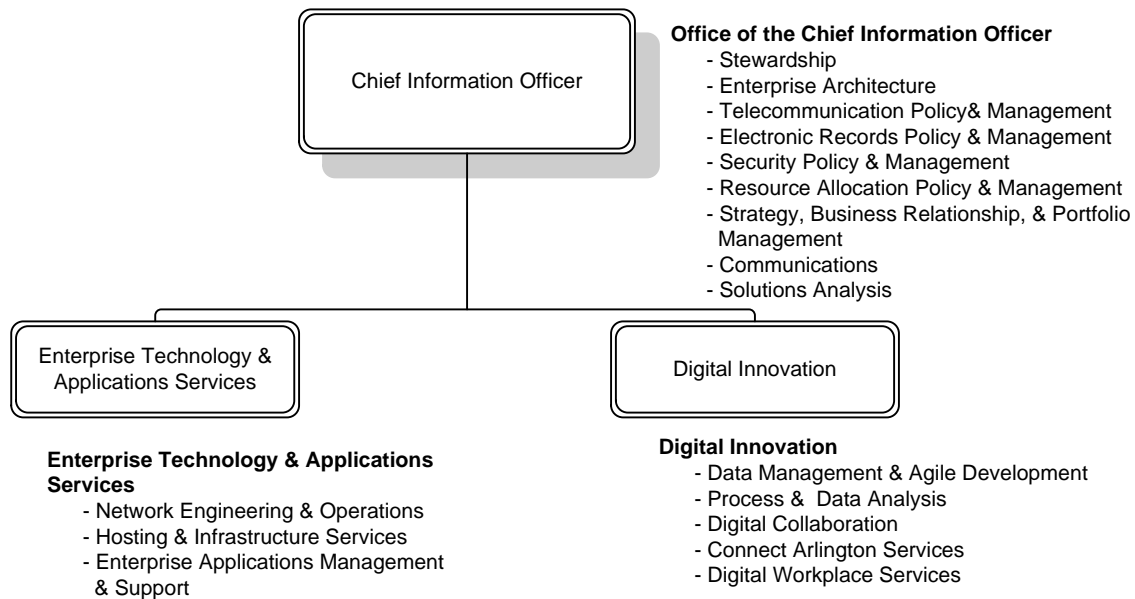 Chief Information Officer
Office of the Chief Information Officer
- Stewardship
- Enterprise Architecture
- Telecommunication Policy& Management
- Electronic Records Policy & Management
- Security Policy & Management
- Resource Allocation Policy & Management
- Strategy, Business Relationship, & Portfolio
Management
- Communications
- Solutions Analysis
Enterprise Technology &
Applications Services
Digital Innovation
Enterprise Technology & Applications
Services
- Network Engineering & Operations
- Hosting & Infrastructure Services
- Enterprise Applications Management
& Support
Digital Innovation
- Data Management & Agile Development
- Process &  Data Analysis
- Digital Collaboration
- Connect Arlington Services
- Digital Workplace Services